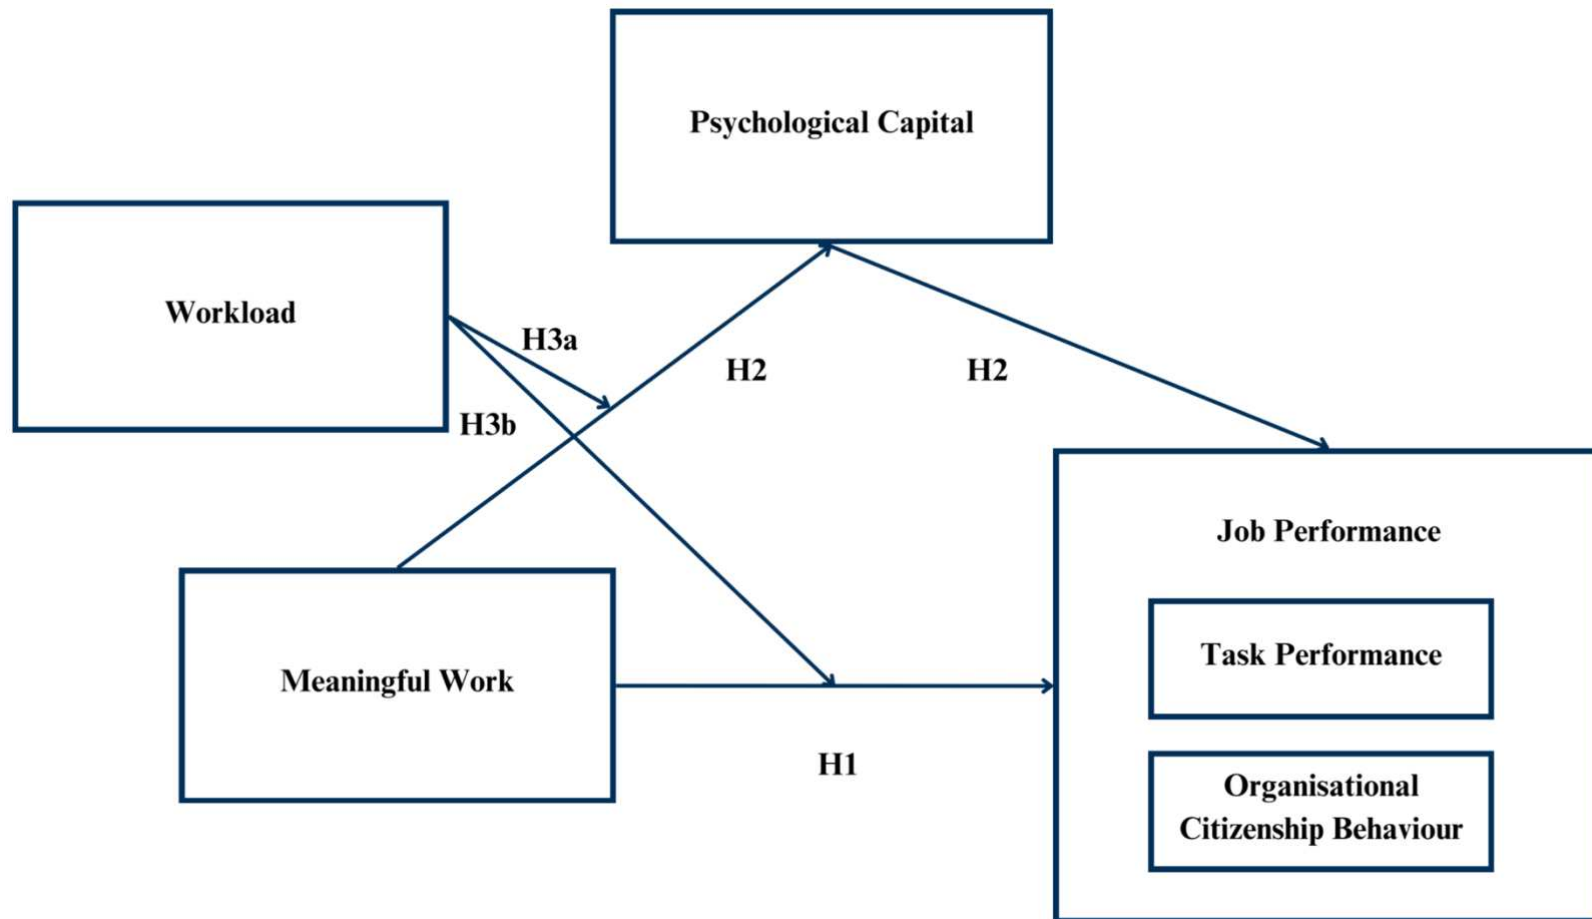 Psychological Capital
Workload
H3a
H2
H2
H3b
Job Performance
Task Performance
Meaningful Work
H1
Organisational
Citizenship Behaviour